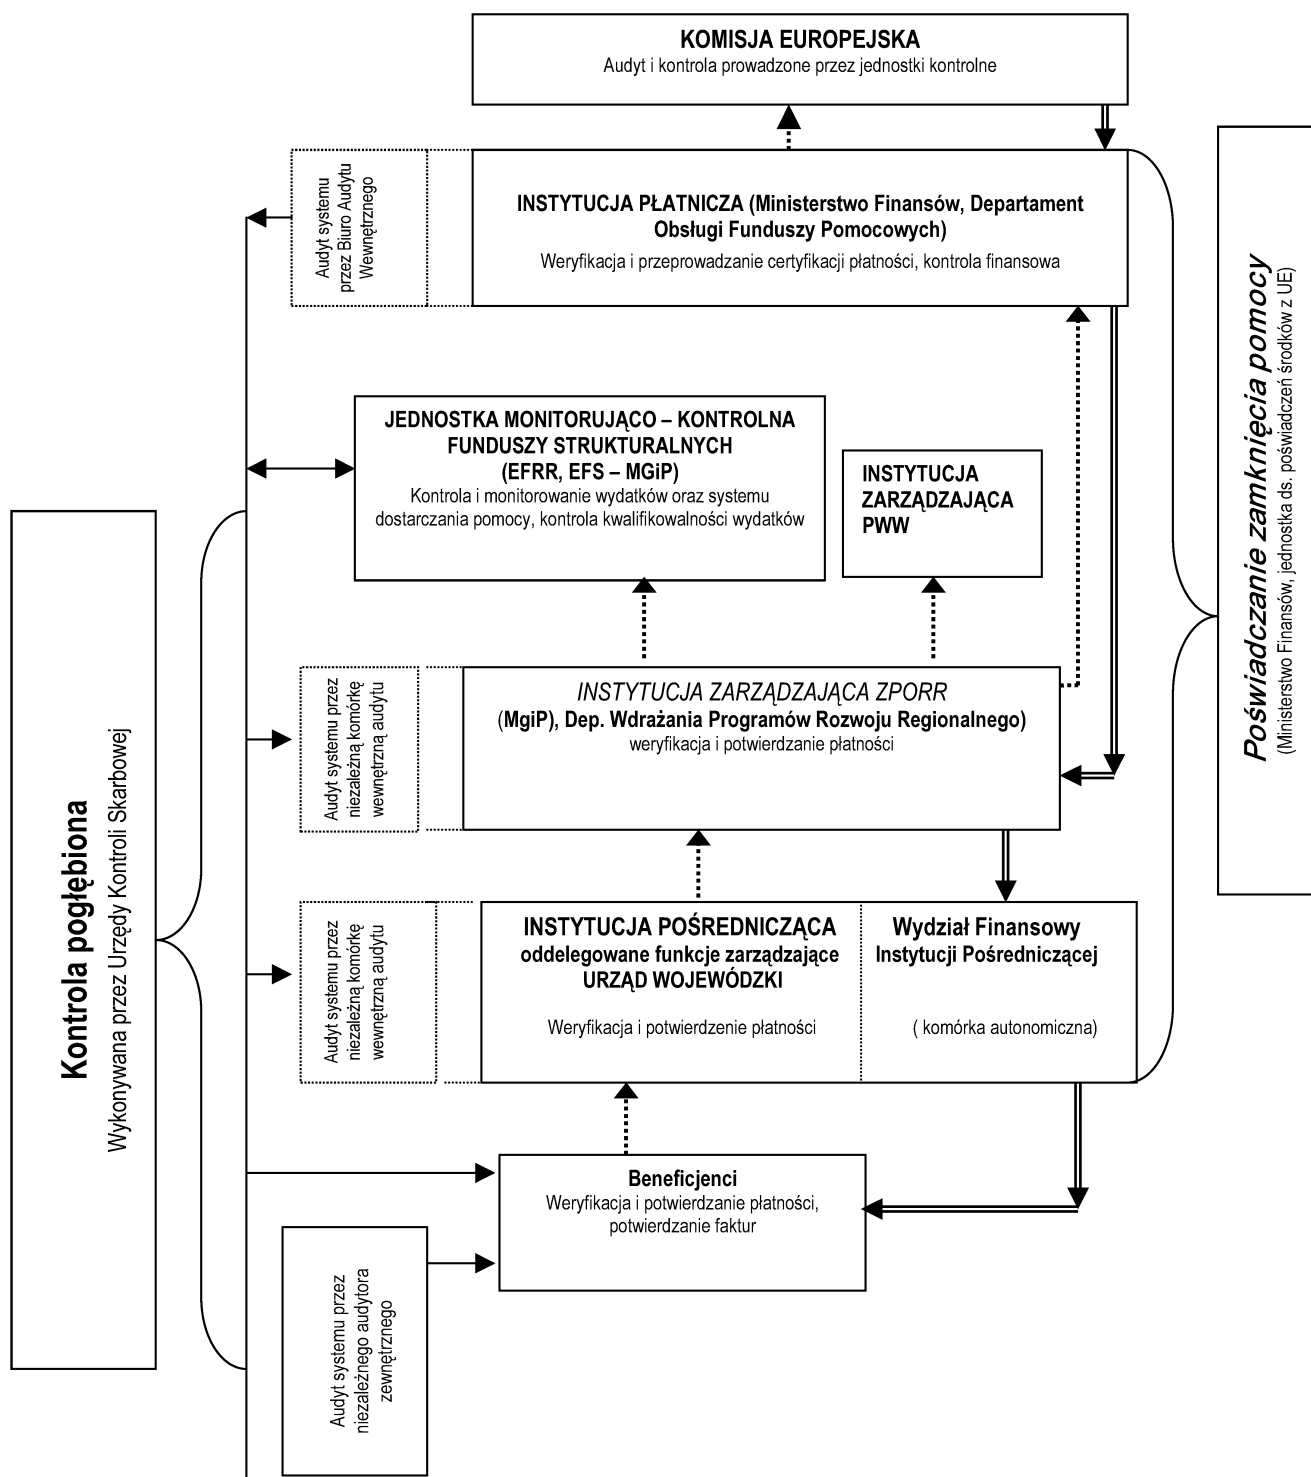 KOMISJA EUROPEJSKA
Audyt i kontrola prowadzone przez jednostki kontrolne
Audyt systemu
przez Biuro Audytu
Wewnętrznego
INSTYTUCJA PŁATNICZA (Ministerstwo Finansów, Departament
Obsługi Funduszy Pomocowych)
Weryfikacja i przeprowadzanie certyfikacji płatności, kontrola finansowa
Poświadczanie zamknięcia pomocy
(Ministerstwo Finansów, jednostka ds. poświadczeń środków z UE)
JEDNOSTKA MONITORUJĄCO – KONTROLNA
FUNDUSZY STRUKTURALNYCH
(EFRR, EFS – MGiP)
Kontrola i monitorowanie wydatków oraz systemu
dostarczania pomocy, kontrola kwalifikowalności wydatków
INSTYTUCJA
ZARZĄDZAJĄCA
PWW
Kontrola pogłębiona
Wykonywana przez Urzędy Kontroli Skarbowej
Audyt systemu przez
niezależną komórkę
wewnętrzną audytu
INSTYTUCJA ZARZĄDZAJĄCA ZPORR
(MgiP), Dep. Wdrażania Programów Rozwoju Regionalnego)
weryfikacja i potwierdzanie płatności
Audyt systemu przez
niezależną komórkę
wewnętrzną audytu
INSTYTUCJA POŚREDNICZĄCA
oddelegowane funkcje zarządzające
URZĄD WOJEWÓDZKI
Weryfikacja i potwierdzenie płatności
Wydział Finansowy
Instytucji Pośredniczącej
( komórka autonomiczna)
Beneficjenci
Weryfikacja i potwierdzanie płatności,
potwierdzanie faktur
Audyt systemu przez
niezależnego audytora
zewnętrznego